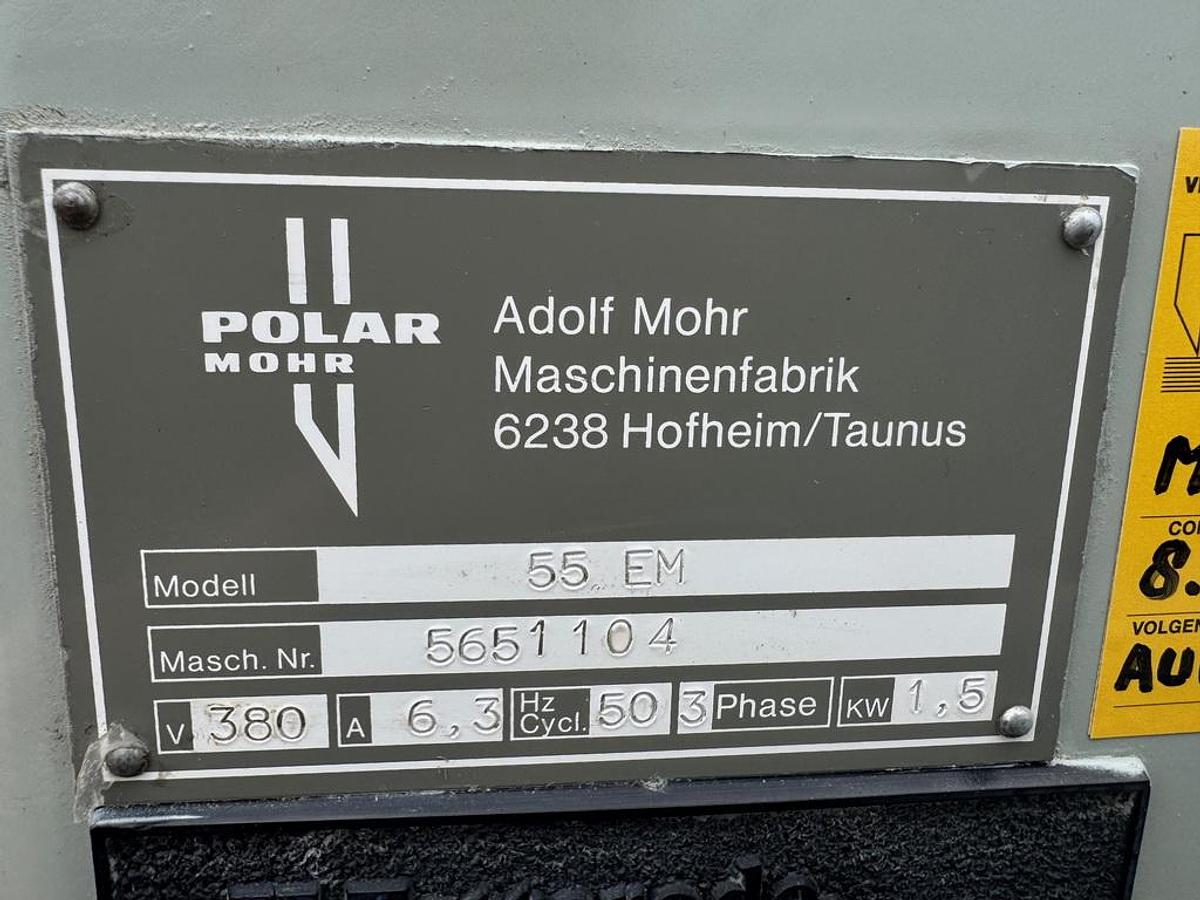 POLAR
MOHR
Adolf Mohr
Maschinenfabrik
6238 Hofheim/Taunus
Modell 55 EM
Masch. Nr. 5651104
V 380 A 6,3 Hz Cycl. 50 3 Phase KW 1,5
8.